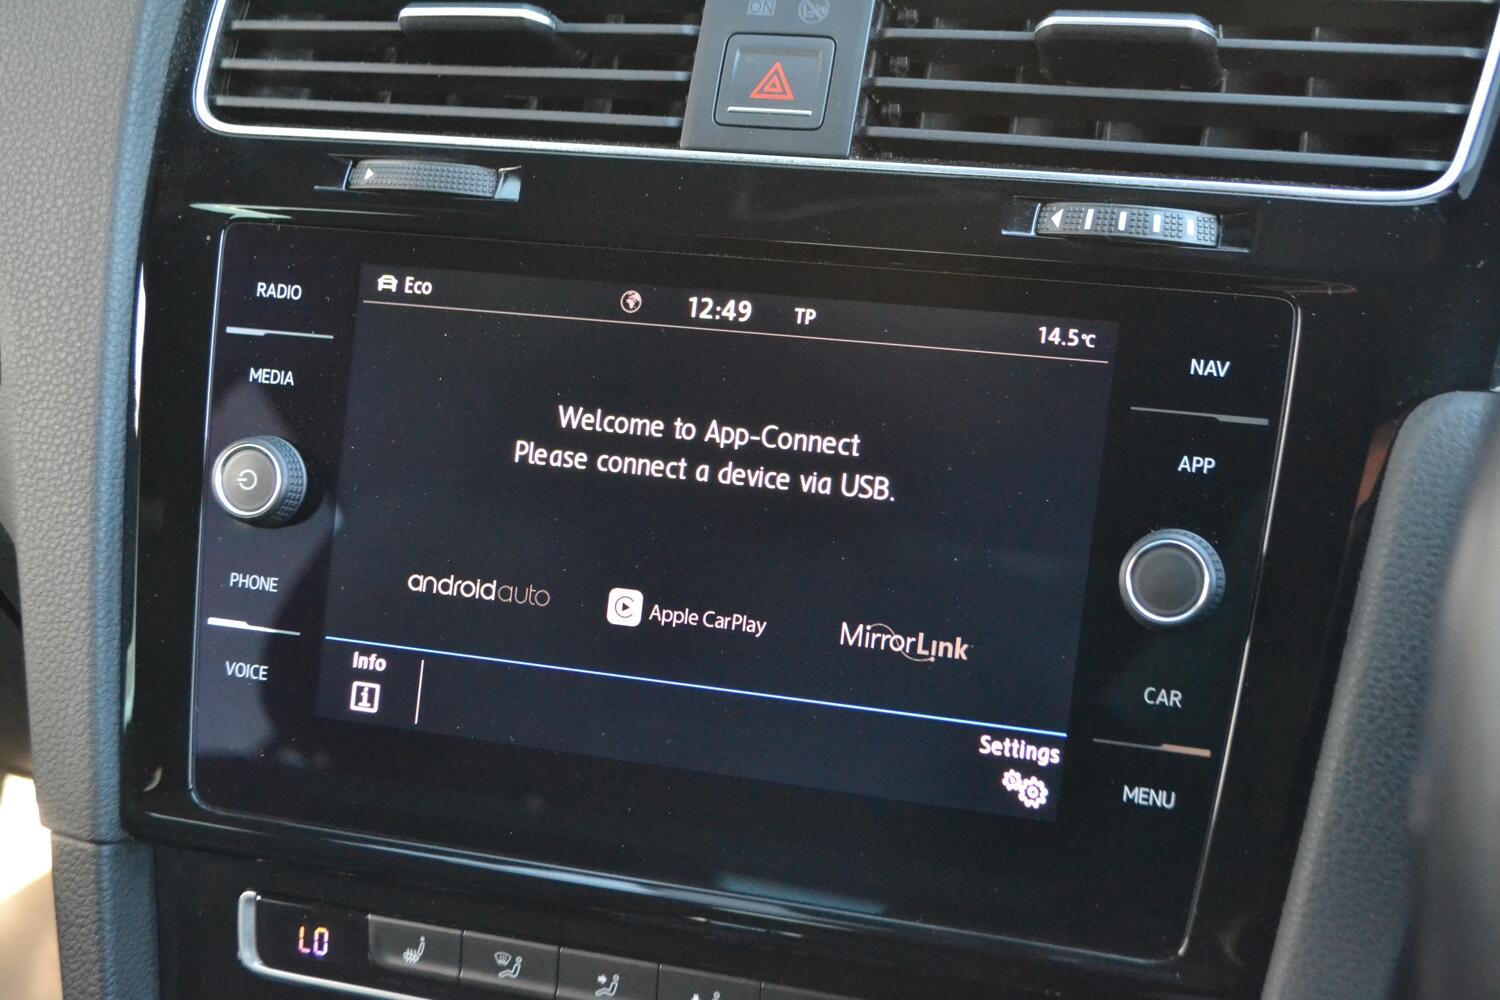 ON
RADIO
MEDIA
PHONE
VOICE
Eco
12:49
TP
14.5°C
Welcome to App-Connect
Please connect a device via USB.
androidauto
Apple CarPlay
MirrorLink
Info
i
Settings
NAV
APP
CAR
MENU
LO